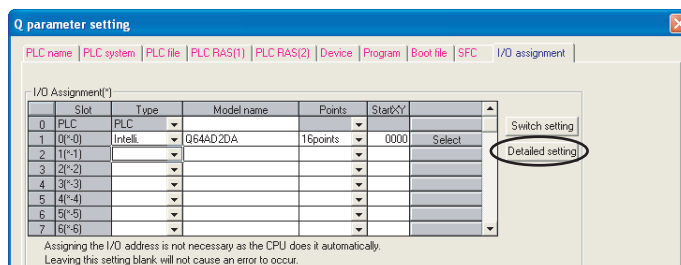 Q parameter setting
PLC name PLC system PLC file PLC RAS(1) PLC RAS(2) Device Program Boot file SFC I/O assignment
I/O Assignment(*)
Slot Type Model name Points StartXY
0 PLC PLC
Switch setting
1 0(*-0) Intelli. Q64AD2DA 16points 0000 Select
Detailed setting
2 1(*-1)
3 2(*-2)
4 3(*-3)
5 4(*-4)
6 5(*-5)
7 6(*-6)
Assigning the I/O address is not necessary as the CPU does it automatically.
Leaving this setting blank will not cause an error to occur.